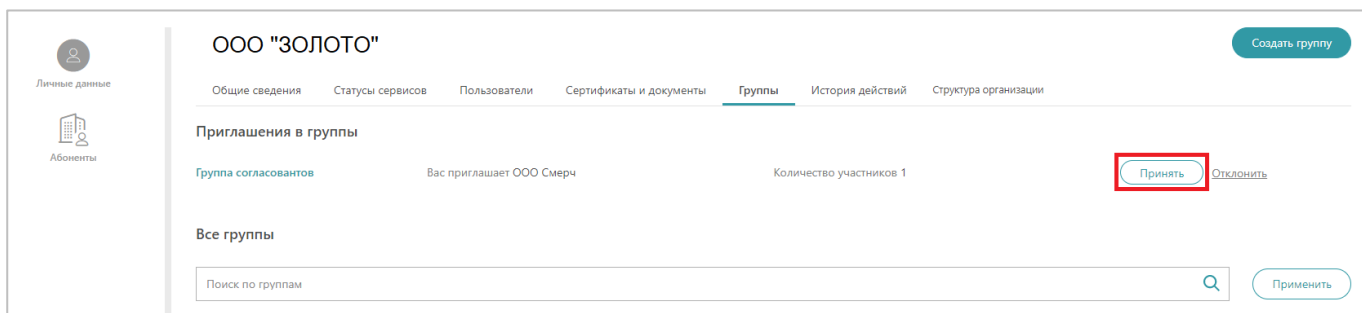 ООО "ЗОЛОТО"
Создать группу
Личные данные
Общие сведения Статусы сервисов Пользователи Сертификаты и документы Группы История действий Структура организации
Приглашения в группы
Абоненты
Группа согласовантов Вас приглашает ООО Смерч Количество участников 1 Принять Отклонить
Все группы
Поиск по группам Применить